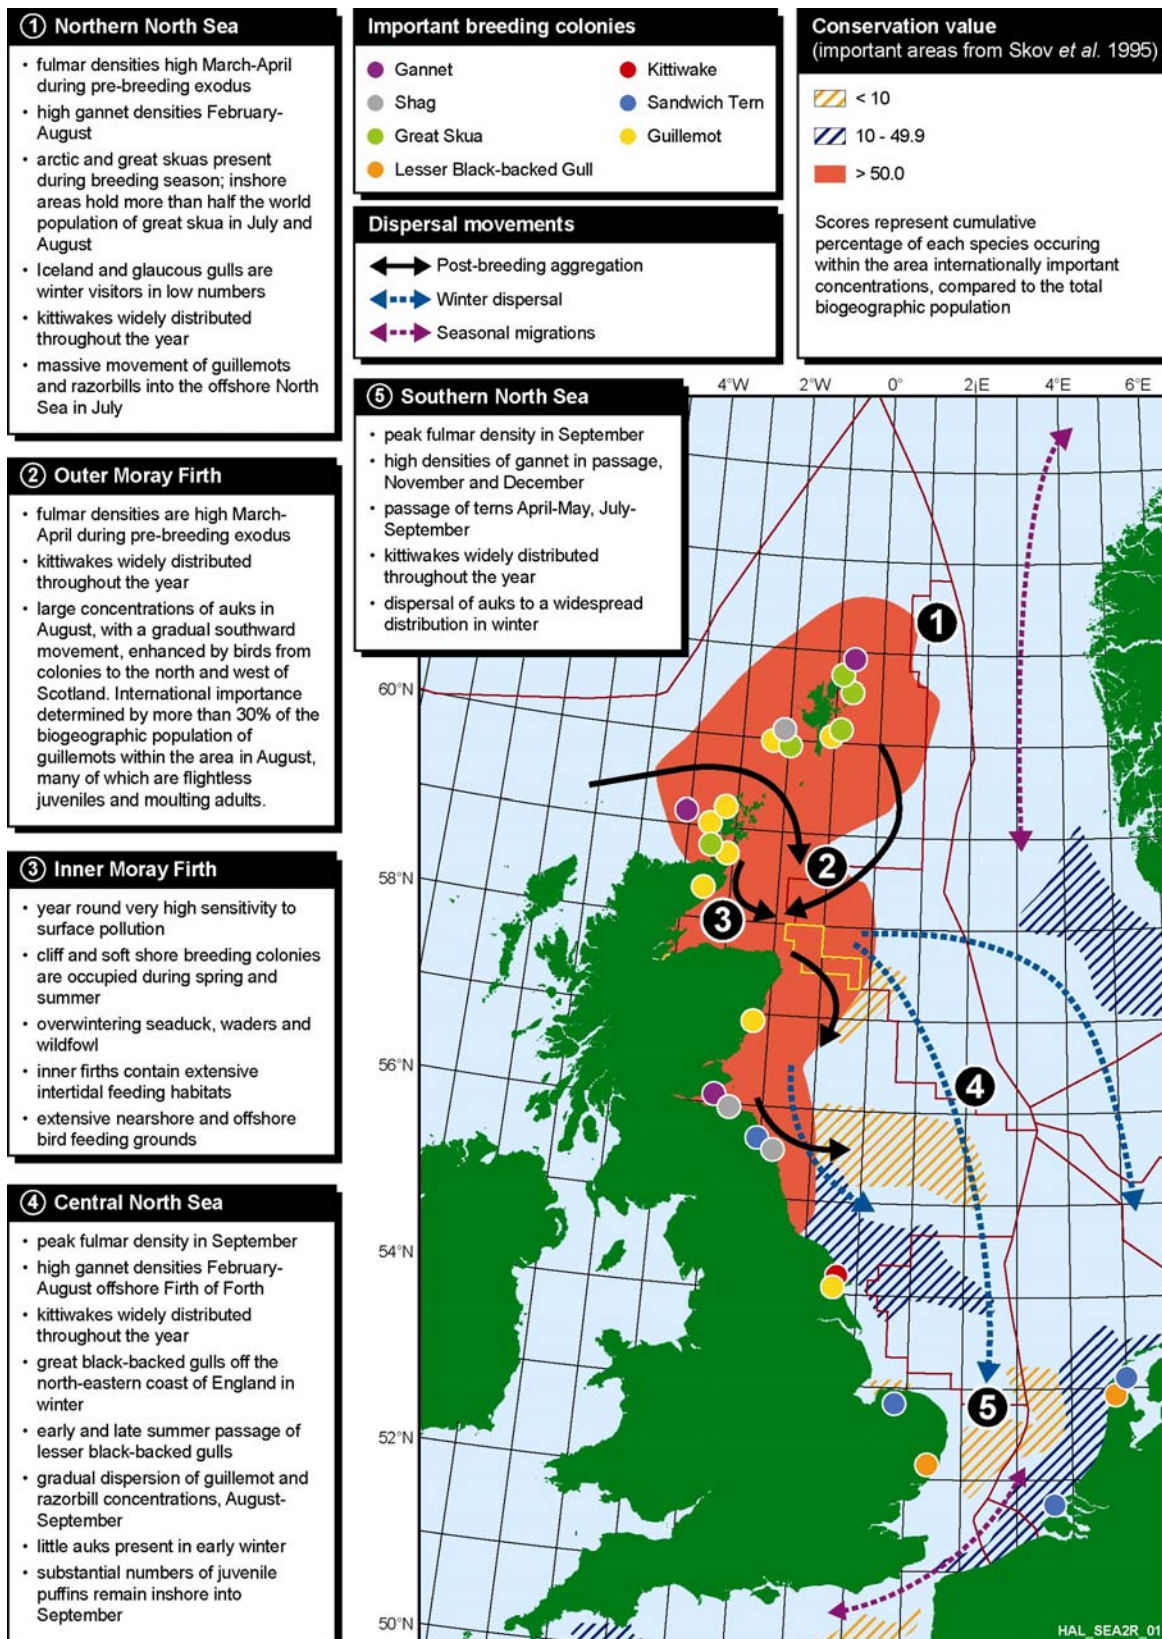 ① Northern North Sea
• fulmar densities high March-April
during pre-breeding exodus
• high gannet densities February-
August
• arctic and great skuas present
during breeding season; inshore
areas hold more than half the world
population of great skua in July and
August
• Iceland and glaucous gulls are
winter visitors in low numbers
• kittiwakes widely distributed
throughout the year
• massive movement of guillemots
and razorbills into the offshore North
Sea in July
② Outer Moray Firth
• fulmar densities are high March-
April during pre-breeding exodus
• kittiwakes widely distributed
throughout the year
• large concentrations of auks in
August, with a gradual southward
movement, enhanced by birds from
colonies to the north and west of
Scotland. International importance
determined by more than 30% of the
biogeographic population of
guillemots within the area in August,
many of which are flightless
juveniles and moulting adults.
③ Inner Moray Firth
• year round very high sensitivity to
surface pollution
• cliff and soft shore breeding colonies
are occupied during spring and
summer
• overwintering seaduck, waders and
wildfowl
• inner firths contain extensive
intertidal feeding habitats
• extensive nearshore and offshore
bird feeding grounds
④ Central North Sea
• peak fulmar density in September
• high gannet densities February-
August offshore Firth of Forth
• kittiwakes widely distributed
throughout the year
• great black-backed gulls off the
north-eastern coast of England in
winter
• early and late summer passage of
lesser black-backed gulls
• gradual dispersion of guillemot and
razorbill concentrations, August-
September
• little auks present in early winter
• substantial numbers of juvenile
puffins remain inshore into
September
Important breeding colonies
Gannet
Shag
Great Skua
Lesser Black-backed Gull
Kittiwake
Sandwich Tern
Guillemot
Dispersal movements
Post-breeding aggregation
Winter dispersal
Seasonal migrations
Conservation value
(important areas from Skov et al. 1995)
< 10
10 - 49.9
> 50.0
Scores represent cumulative
percentage of each species occuring
within the area internationally important
concentrations, compared to the total
biogeographic population
⑤ Southern North Sea
• peak fulmar density in September
• high densities of gannet in passage,
November and December
• passage of terns April-May, July-
September
• kittiwakes widely distributed
throughout the year
• dispersal of auks to a widespread
distribution in winter
4°W 2°W 0° 2°E 4°E 6°E
1
60°N
2
58°N
3
56°N
4
54°N
5
52°N
50°N
HAL_SEA2R_01